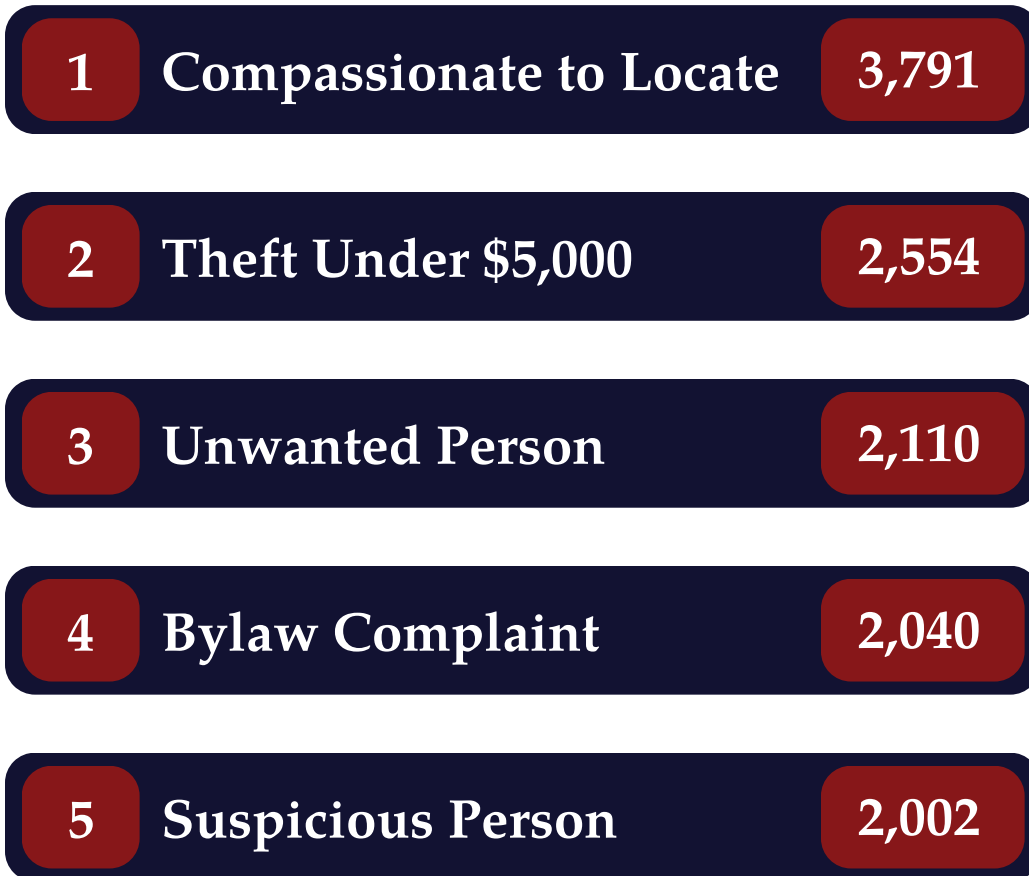 1 Compassionate to Locate 3,791
2 Theft Under $5,000 2,554
3 Unwanted Person 2,110
4 Bylaw Complaint 2,040
5 Suspicious Person 2,002